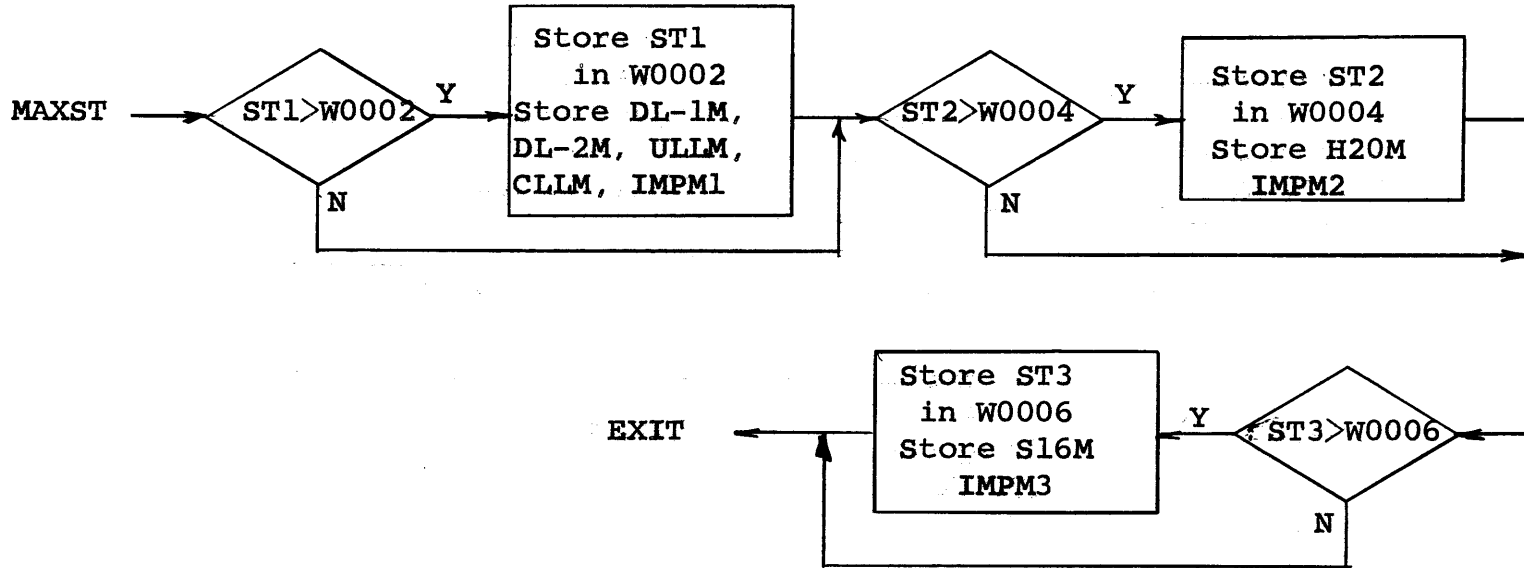 MAXST
ST1>W0002
Y
N
Store ST1
in W0002
Store DL-1M,
DL-2M, ULLM,
CLLM, IMPM1
ST2>W0004
Y
N
Store ST2
in W0004
Store H20M
IMPM2
ST3>W0006
Y
N
Store ST3
in W0006
Store S16M
IMPM3
EXIT